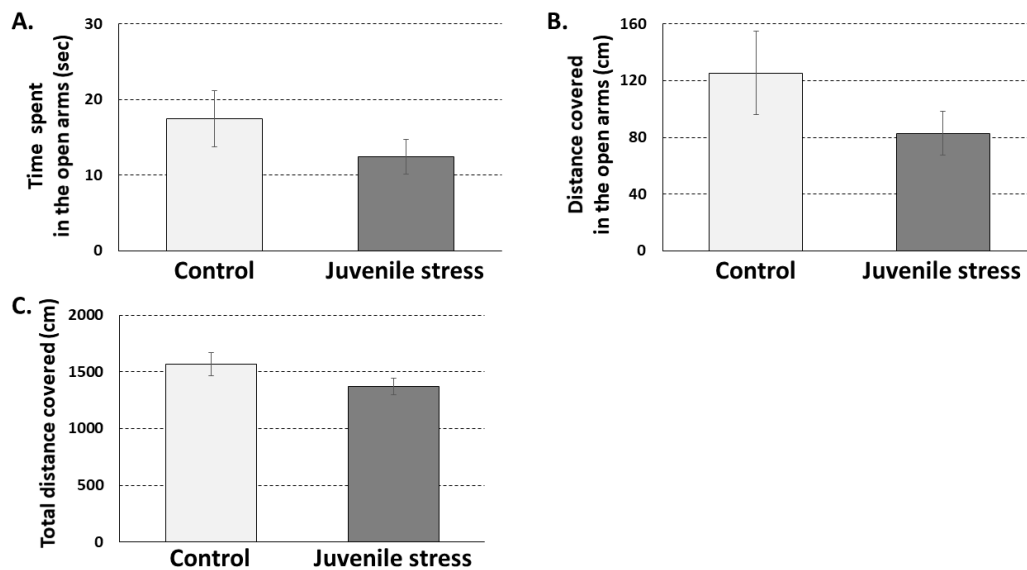 A.
Time spent
in the open arms (sec)
30
20
10
0
Control Juvenile stress
B.
Distance covered
in the open arms (cm)
160
120
80
40
0
Control Juvenile stress
C.
Total distance covered (cm)
2000
1500
1000
500
0
Control Juvenile stress